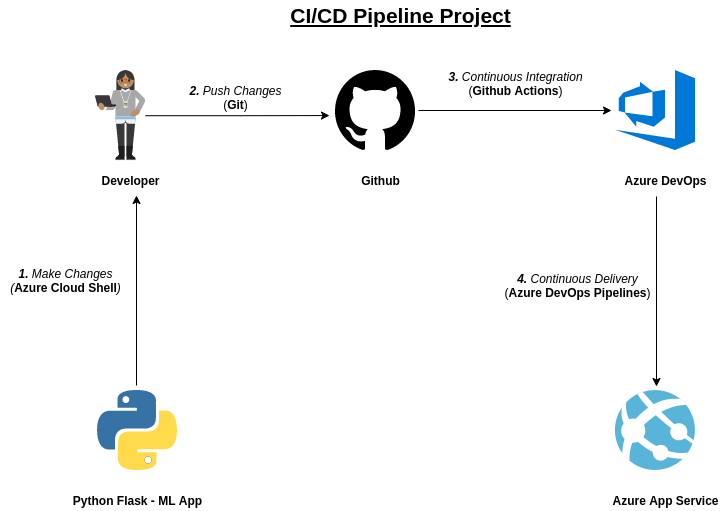 CI/CD Pipeline Project
2. Push Changes
(Git)
3. Continuous Integration
(Github Actions)
Developer
Github
Azure DevOps
1. Make Changes
(Azure Cloud Shell)
4. Continuous Delivery
(Azure DevOps Pipelines)
Python Flask - ML App
Azure App Service